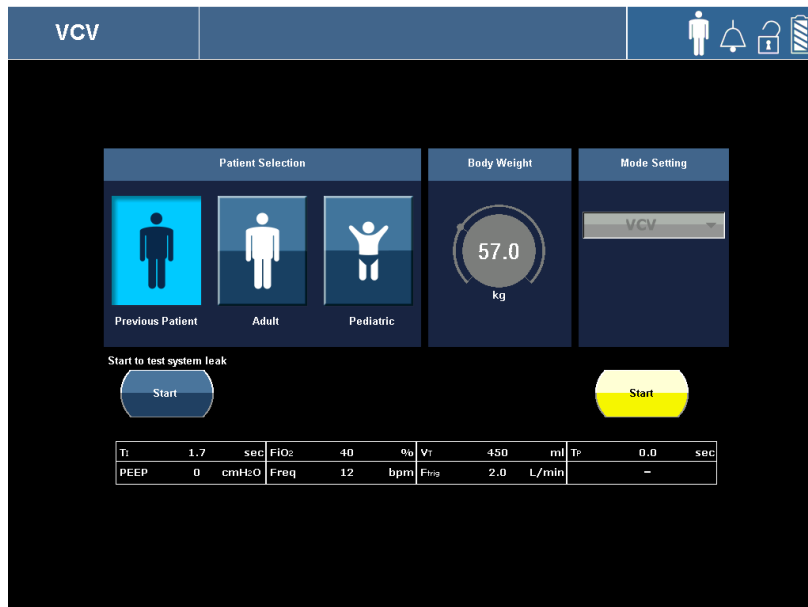 VCV
Patient Selection
Body Weight
Mode Setting
VCV
57.0
kg
Previous Patient
Adult
Pediatric
Start to test system leak
Start
Start
TI 1.7 sec FiO2 40 % VT 450 ml TP 0.0 sec
PEEP 0 cmH2O Freq 12 bpm Ftrig 2.0 L/min –